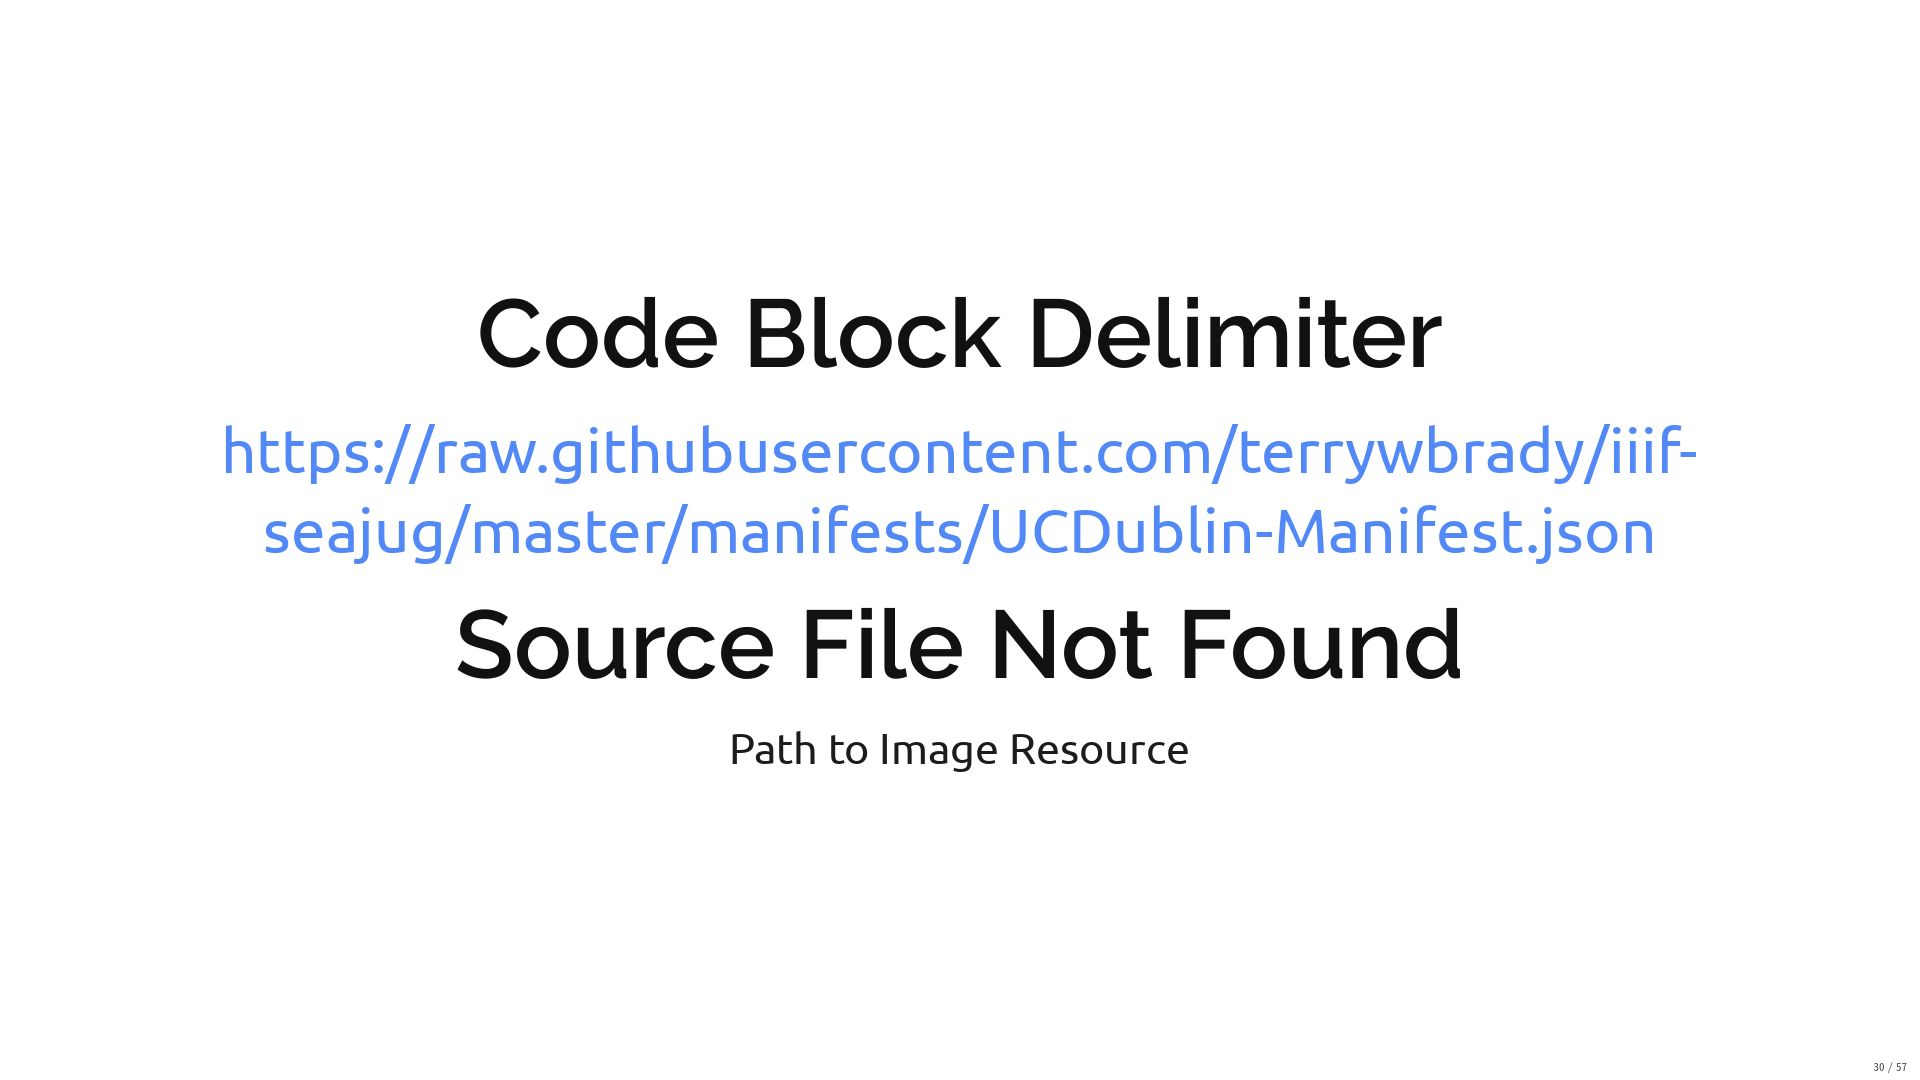 Code Block Delimiter
https://raw.githubusercontent.com/terrywbrady/iiif-
seajug/master/manifests/UCDublin-Manifest.json
Source File Not Found
Path to Image Resource
30 / 57